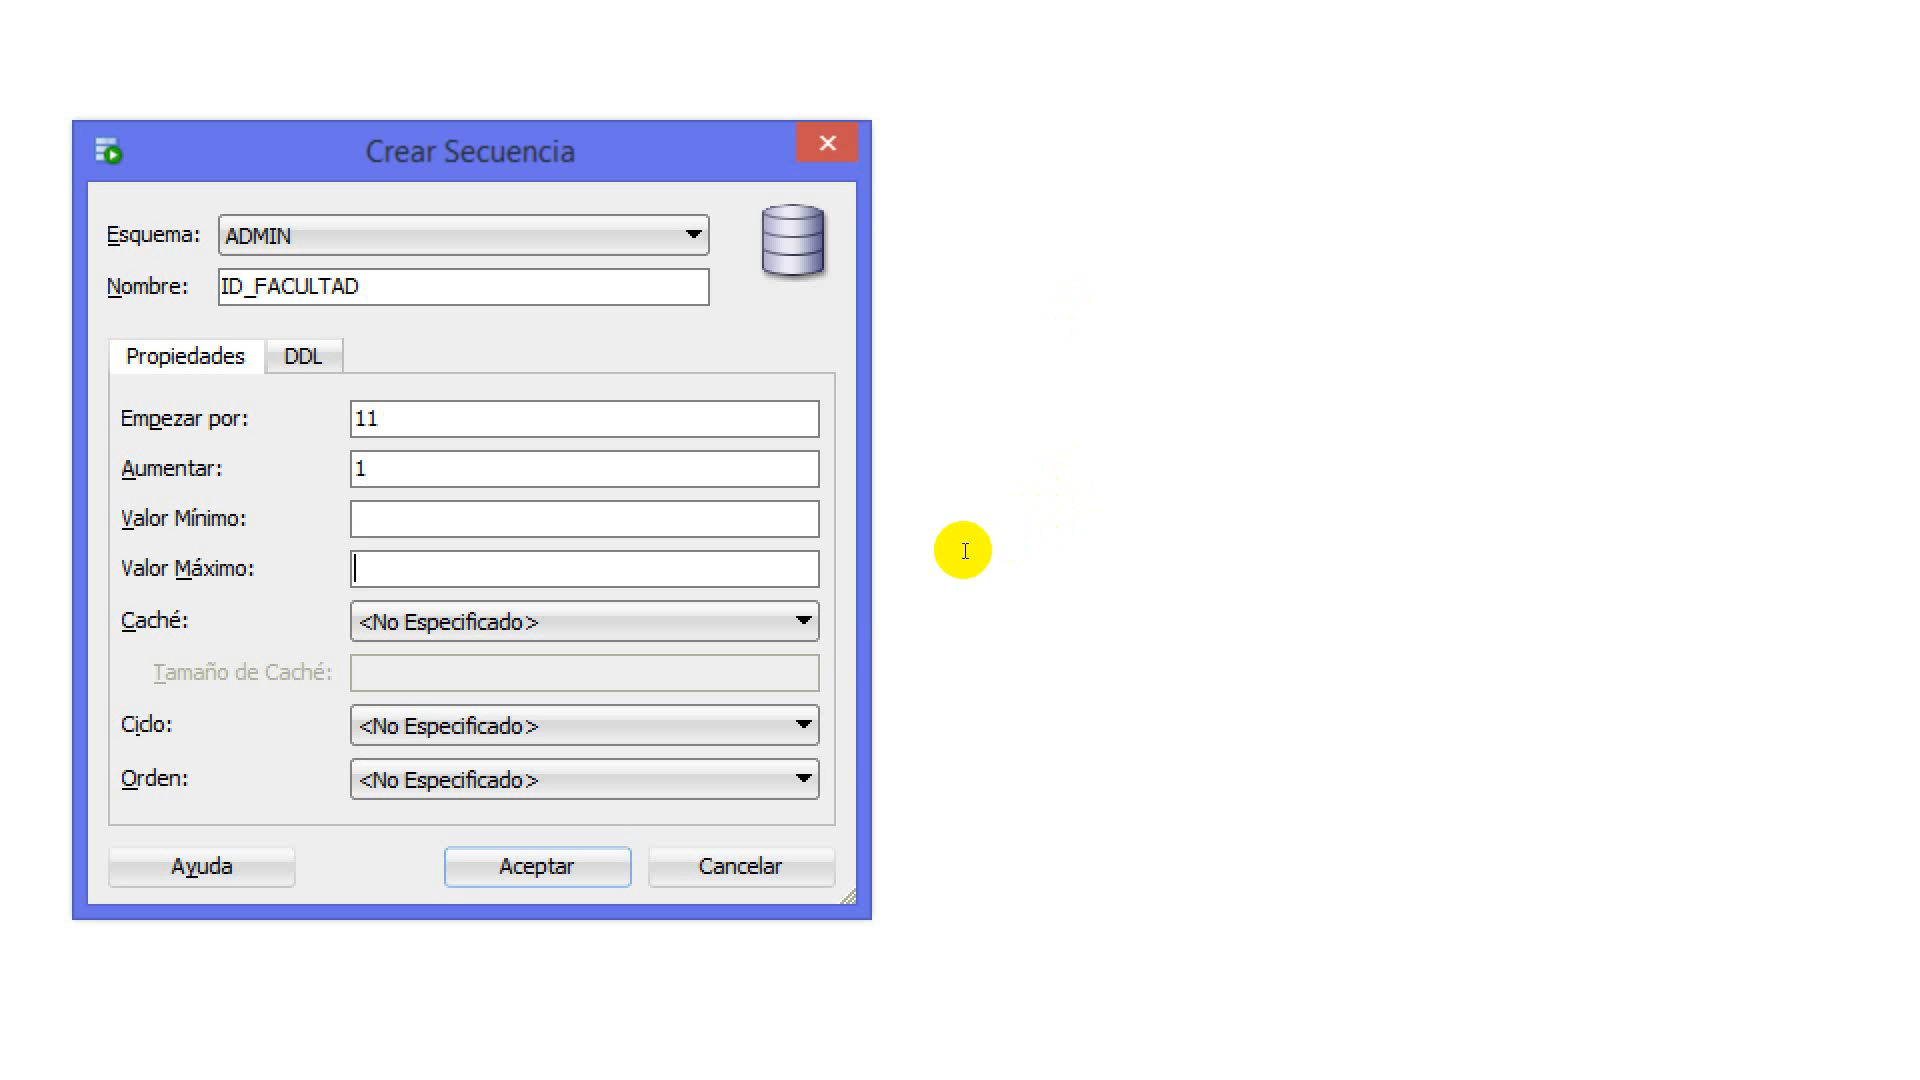 Crear Secuencia
Esquema: ADMIN
Nombre: ID_FACULTAD
Propiedades DDL
Empezar por: 11
Aumentar: 1
Valor Mínimo:
Valor Máximo:
Caché: <No Especificado>
Tamaño de Caché:
Ciclo: <No Especificado>
Orden: <No Especificado>
Ayuda Aceptar Cancelar